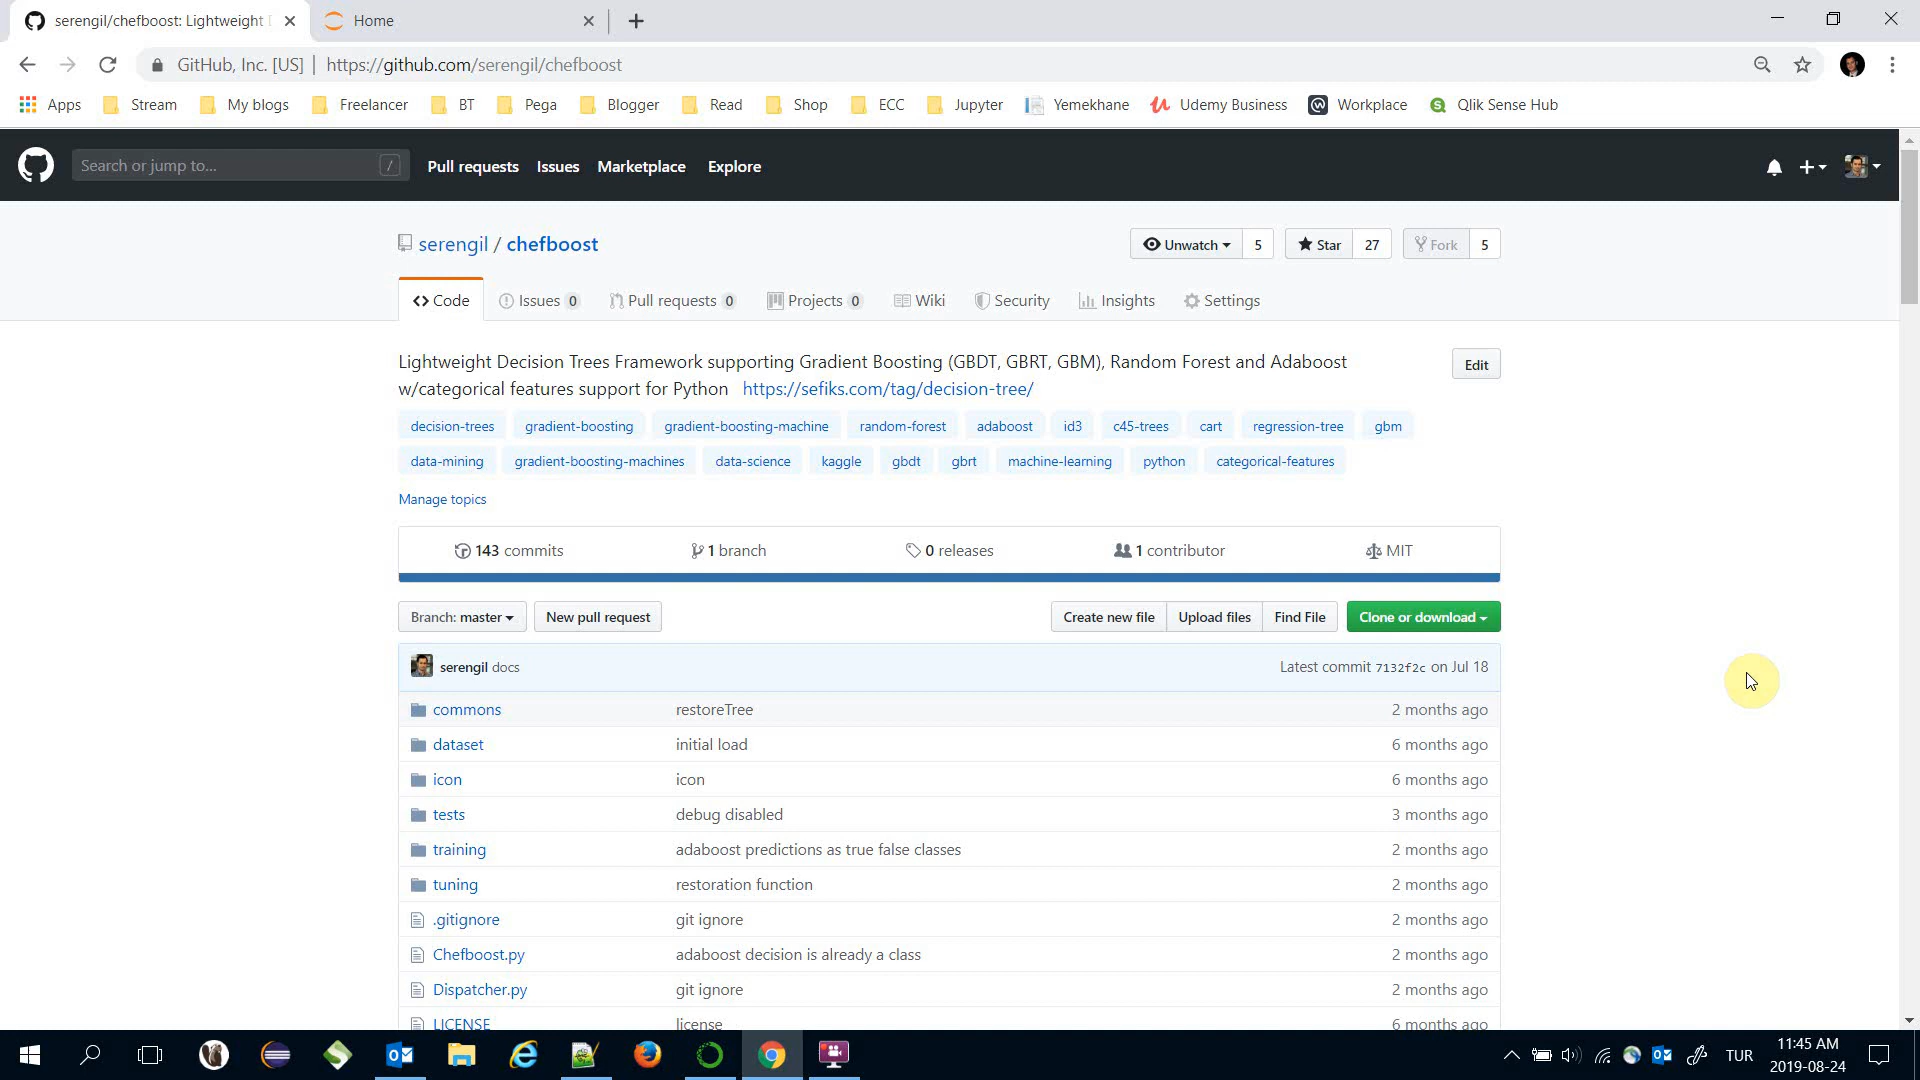 serengil/chefboost: Lightweight
Home
GitHub, Inc. [US] | https://github.com/serengil/chefboost
Apps Stream My blogs Freelancer BT Pega Blogger Read Shop ECC Jupyter Yemekhane Udemy Business Workplace Qlik Sense Hub
Search or jump to... / Pull requests Issues Marketplace Explore
serengil / chefboost Unwatch 5 Star 27 Fork 5
Code Issues 0 Pull requests 0 Projects 0 Wiki Security Insights Settings
Lightweight Decision Trees Framework supporting Gradient Boosting (GBDT, GBRT, GBM), Random Forest and Adaboost
w/categorical features support for Python https://sefiks.com/tag/decision-tree/
Edit
decision-trees gradient-boosting gradient-boosting-machine random-forest adaboost id3 c45-trees cart regression-tree gbm
data-mining gradient-boosting-machines data-science kaggle gbdt gbrt machine-learning python categorical-features
Manage topics
143 commits 1 branch 0 releases 1 contributor MIT
Branch: master New pull request Create new file Upload files Find File Clone or download
serengil docs Latest commit 7132f2c on Jul 18
commons restoreTree 2 months ago
dataset initial load 6 months ago
icon icon 6 months ago
tests debug disabled 3 months ago
training adaboost predictions as true false classes 2 months ago
tuning restoration function 2 months ago
.gitignore git ignore 2 months ago
Chefboost.py adaboost decision is already a class 2 months ago
Dispatcher.py git ignore 2 months ago
LICENSE license 6 months ago
TUR
11:45 AM
2019-08-24